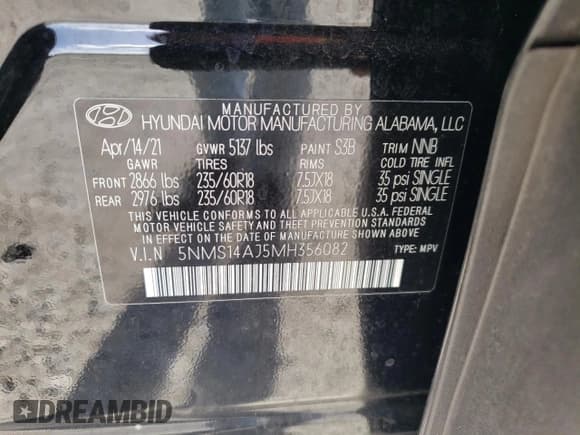 MANUFACTURED BY
HYUNDAI MOTOR MANUFACTURING ALABAMA, LLC
Apr/14/21 GVWR 5137 lbs PAINT S3B TRIM NNB
GAWR TIRES RIMS COLD TIRE INFL
FRONT 2866 lbs 235/60R18 7.5JX18 35 psi SINGLE
REAR 2976 lbs 235/60R18 7.5JX18 35 psi SINGLE
THIS VEHICLE CONFORMS TO ALL APPLICABLE U.S.A. FEDERAL
MOTOR VEHICLE SAFETY AND THEFT PREVENTION STANDARDS
IN EFFECT ON THE DATE OF MANUFACTURE SHOWN ABOVE.
V.I.N 5NMS14AJ5MH356082 TYPE: MPV
DREAMBID